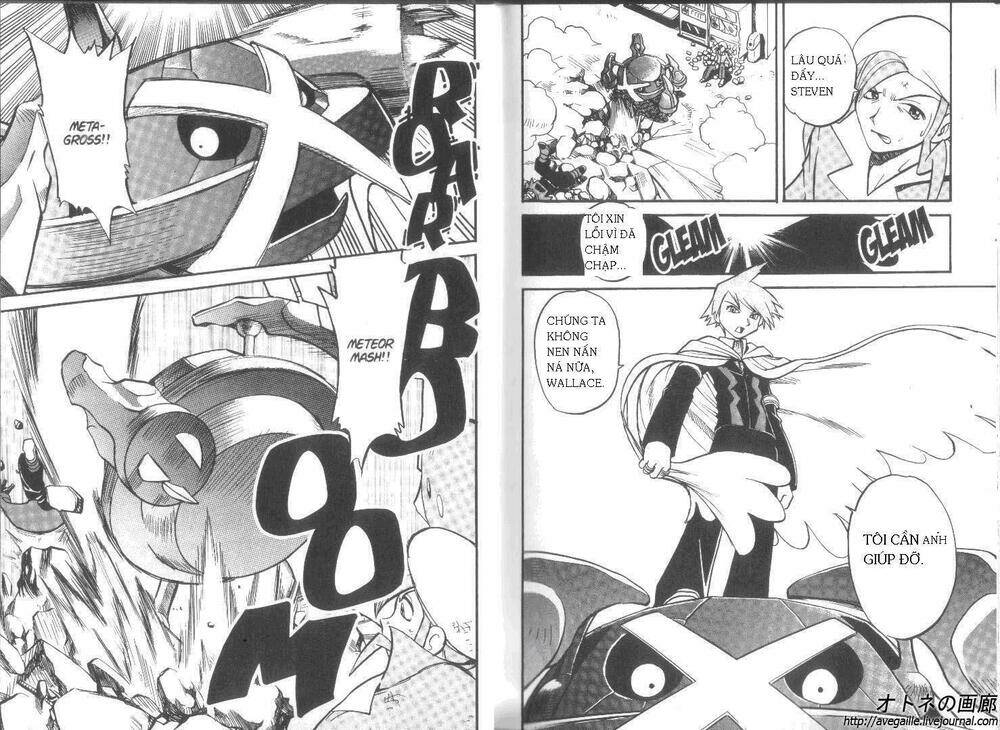 META-
GROSS!!
ROAR
METEOR
MASH!!
BOOM
LÂU QUÁ
ĐẤY...
STEVEN
TÔI XIN
LỖI VÌ ĐÃ
CHẬM
CHẠP...
GLEAM
GLEAM
CHÚNG TA
KHÔNG
NEN NẤN
NÁ NỮA,
WALLACE.
TÔI CẦN ANH
GIÚP ĐỠ.
オトネの画廊
http://avegaille.livejournal.com